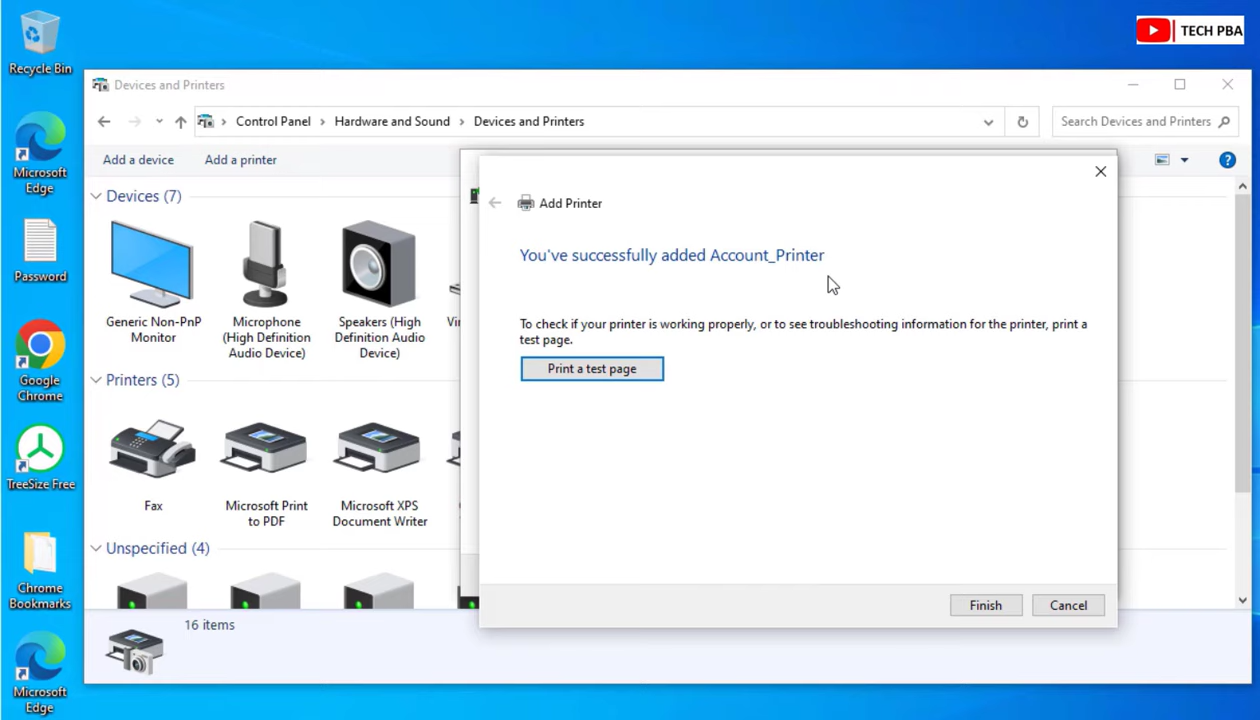 Recycle Bin
Microsoft
Edge
Password
Google
Chrome
TreeSize Free
Chrome
Bookmarks
Microsoft
Edge
TECH PBA
Devices and Printers
Control Panel
Hardware and Sound
Devices and Printers
Search Devices and Printers
Add a device
Add a printer
Devices (7)
Generic Non-PnP
Monitor
Microphone
(High Definition
Audio Device)
Speakers (High
Definition Audio
Device)
Printers (5)
Fax
Microsoft Print
to PDF
Microsoft XPS
Document Writer
Unspecified (4)
16 items
Add Printer
You've successfully added Account_Printer
To check if your printer is working properly, or to see troubleshooting information for the printer, print a
test page.
Print a test page
Finish
Cancel